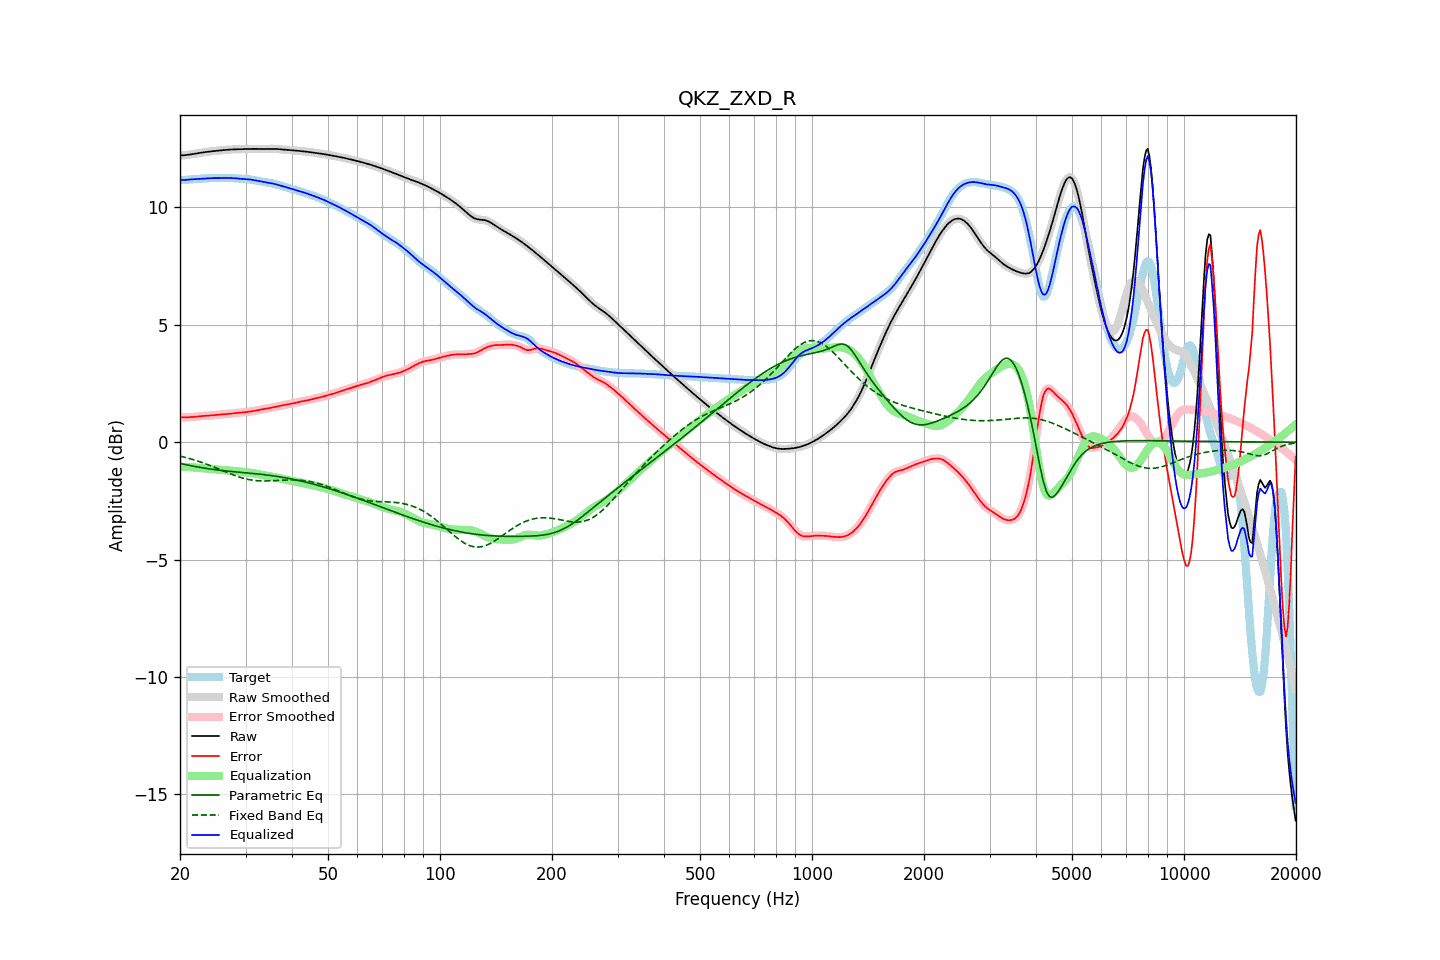 QKZ_ZXD_R
Amplitude (dBr)
10
5
0
−5
−10
−15
Target
Raw Smoothed
Error Smoothed
Raw
Error
Equalization
Parametric Eq
Fixed Band Eq
Equalized
20 50 100 200 500 1000 2000 5000 10000 20000
Frequency (Hz)